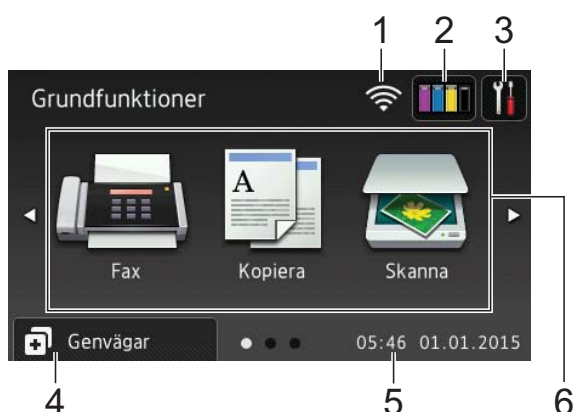 1 2 3
Grundfunktioner
A
Fax Kopiera Skanna
Genvägar 05:46 01.01.2015
4 5 6